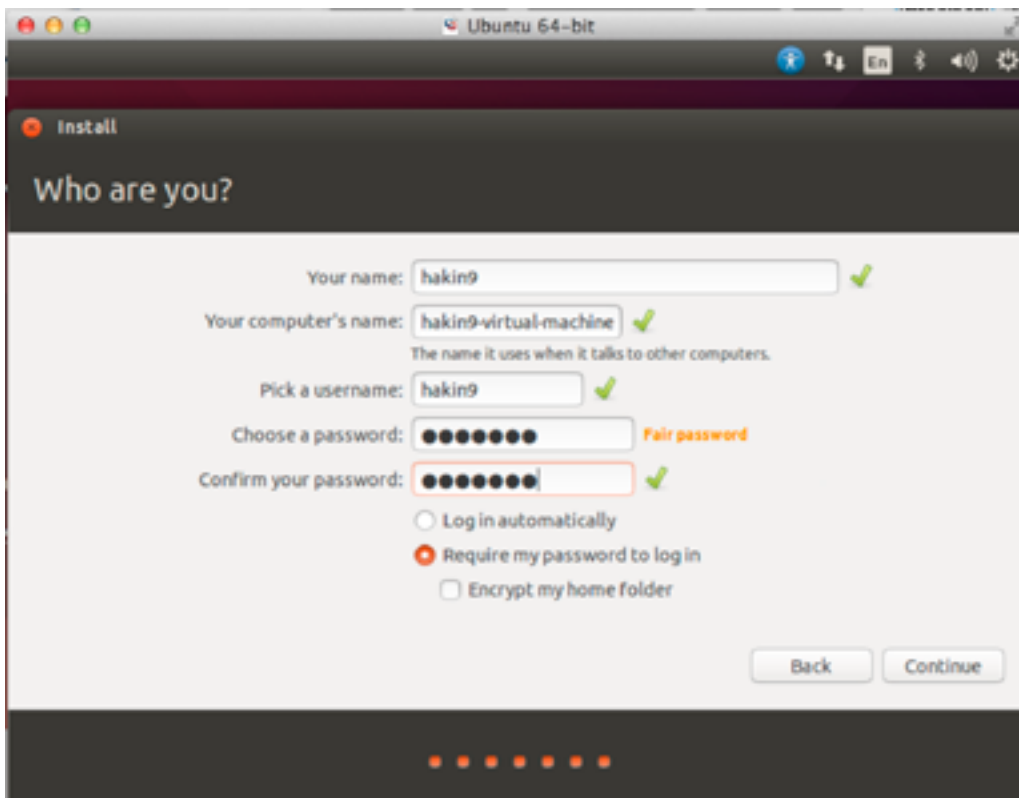 Ubuntu 64-bit
En
Install
Who are you?
Your name: hakin9
Your computer's name: hakin9-virtual-machine
The name it uses when it talks to other computers.
Pick a username: hakin9
Choose a password: ●●●●●●● Fair password
Confirm your password: ●●●●●●●
Log in automatically
Require my password to log in
Encrypt my home folder
Back Continue